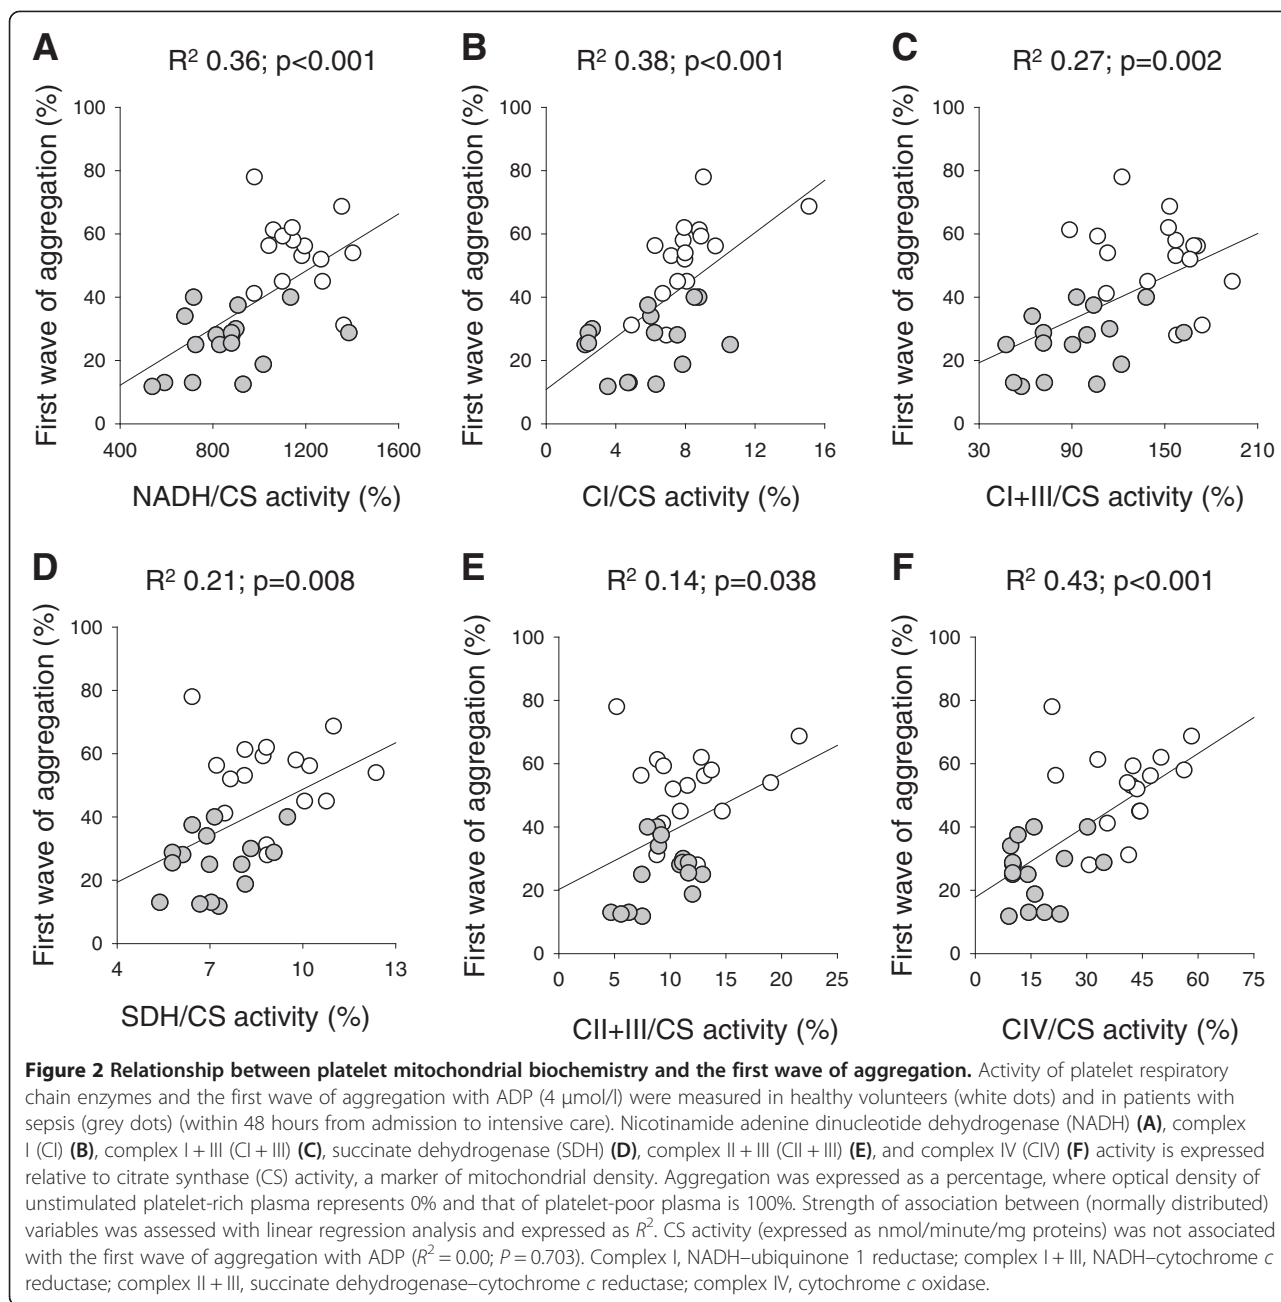 A
R² 0.36; p<0.001
First wave of aggregation (%)
100
80
60
40
20
0
400 800 1200 1600
NADH/CS activity (%)
B
R² 0.38; p<0.001
First wave of aggregation (%)
100
80
60
40
20
0
0 4 8 12 16
CI/CS activity (%)
C
R² 0.27; p=0.002
First wave of aggregation (%)
100
80
60
40
20
0
30 90 150 210
CI+III/CS activity (%)
D
R² 0.21; p=0.008
First wave of aggregation (%)
100
80
60
40
20
0
4 7 10 13
SDH/CS activity (%)
E
R² 0.14; p=0.038
First wave of aggregation (%)
100
80
60
40
20
0
0 5 10 15 20 25
CII+III/CS activity (%)
F
R² 0.43; p<0.001
First wave of aggregation (%)
100
80
60
40
20
0
0 15 30 45 60 75
CIV/CS activity (%)
Figure 2 Relationship between platelet mitochondrial biochemistry and the first wave of aggregation. Activity of platelet respiratory
chain enzymes and the first wave of aggregation with ADP (4 μmol/l) were measured in healthy volunteers (white dots) and in patients with
sepsis (grey dots) (within 48 hours from admission to intensive care). Nicotinamide adenine dinucleotide dehydrogenase (NADH) (A), complex
I (CI) (B), complex I + III (CI + III) (C), succinate dehydrogenase (SDH) (D), complex II + III (CII + III) (E), and complex IV (CIV) (F) activity is expressed
relative to citrate synthase (CS) activity, a marker of mitochondrial density. Aggregation was expressed as a percentage, where optical density of
unstimulated platelet-rich plasma represents 0% and that of platelet-poor plasma is 100%. Strength of association between (normally distributed)
variables was assessed with linear regression analysis and expressed as R². CS activity (expressed as nmol/minute/mg proteins) was not associated
with the first wave of aggregation with ADP (R² = 0.00; P = 0.703). Complex I, NADH–ubiquinone 1 reductase; complex I + III, NADH–cytochrome c
reductase; complex II + III, succinate dehydrogenase–cytochrome c reductase; complex IV, cytochrome c oxidase.